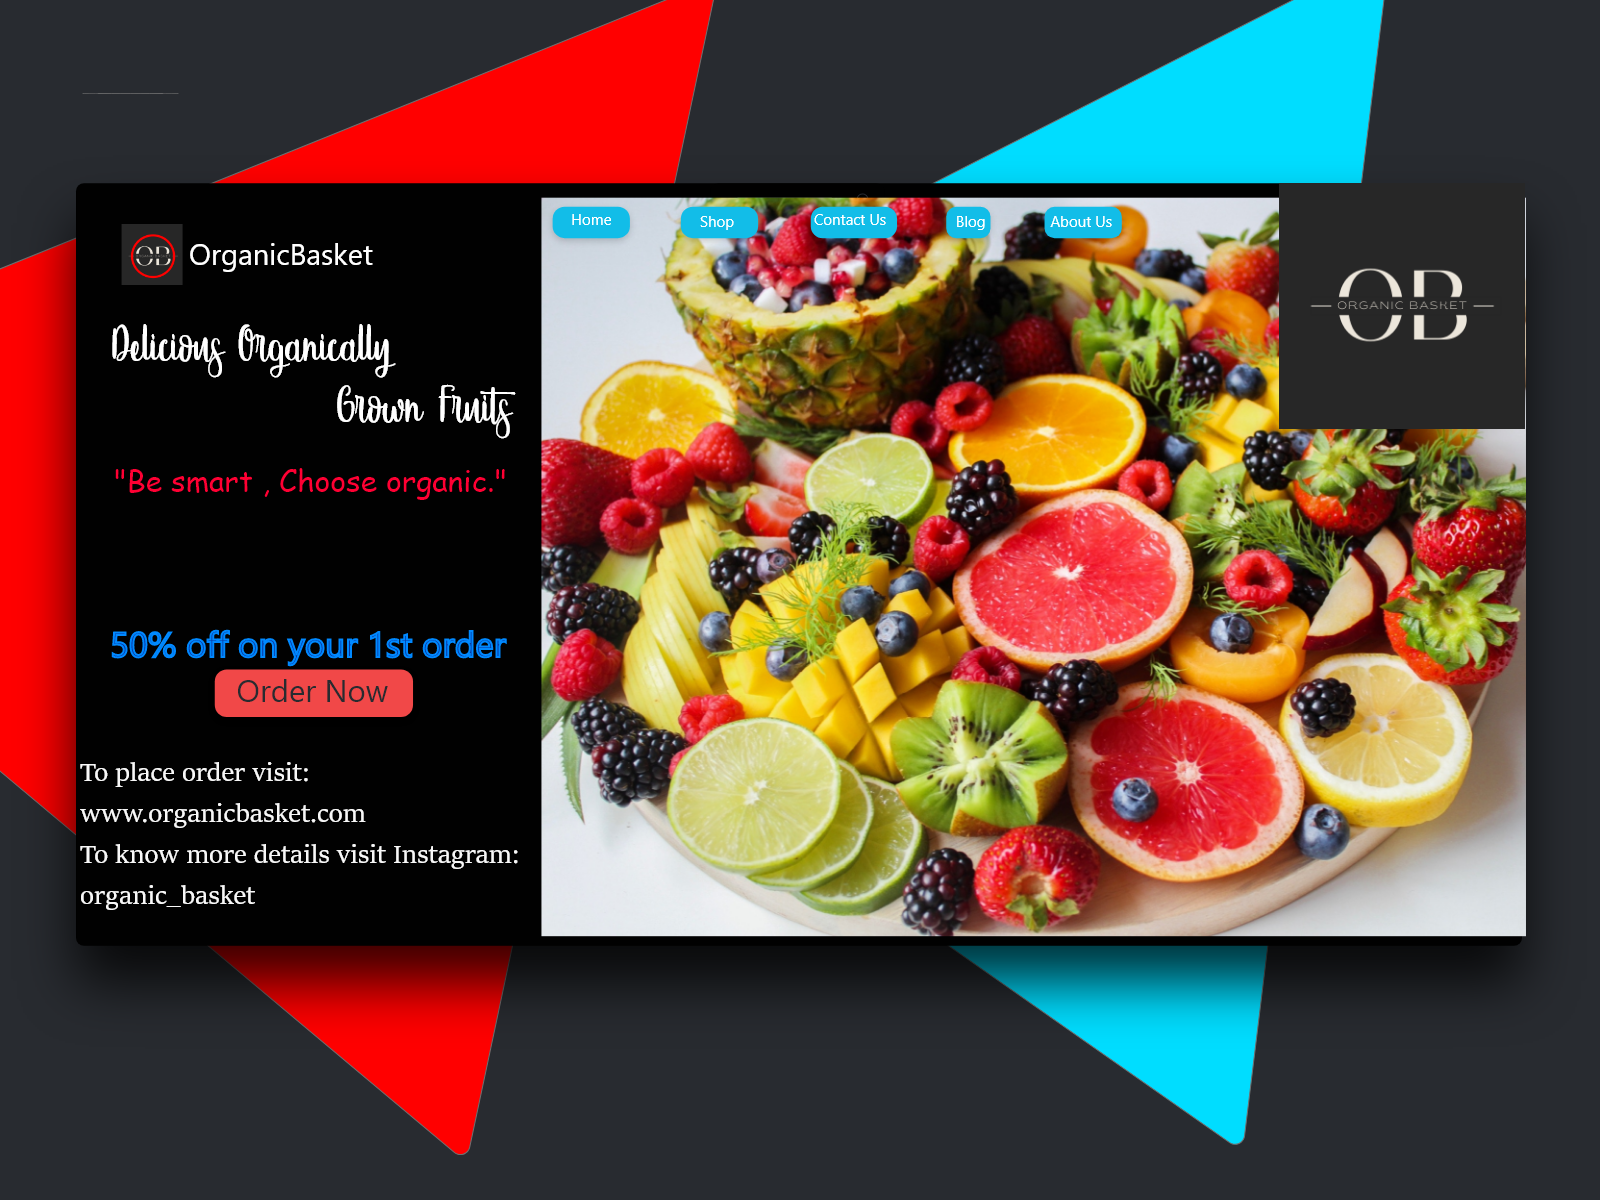 Home
Shop
Contact Us
Blog
About Us
OB
OrganicBasket
OB
ORGANIC BASKET
Delicious Organically
Grown Fruits
"Be smart , Choose organic."
50% off on your 1st order
Order Now
To place order visit:
www.organicbasket.com
To know more details visit Instagram:
organic_basket